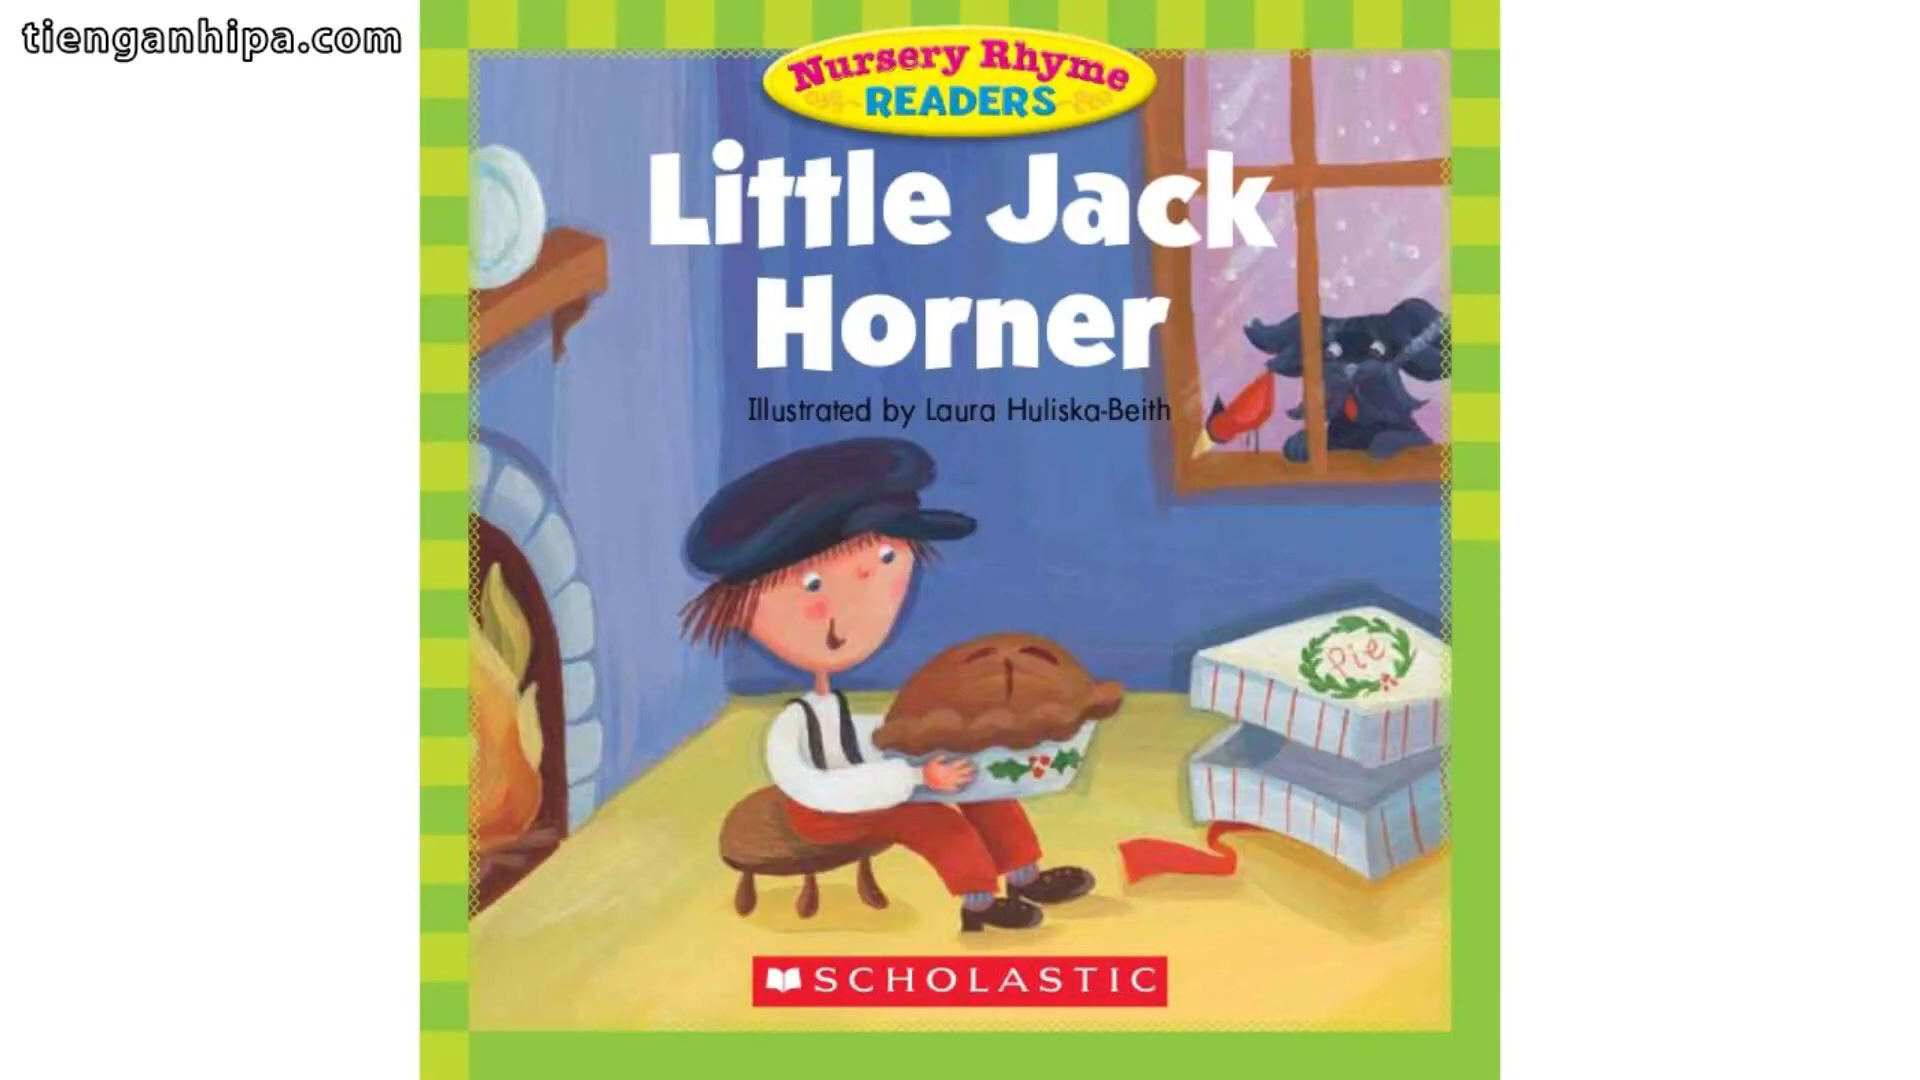 tienganhipa.com
Nursery Rhyme
READERS
Little Jack
Horner
Illustrated by Laura Huliska-Beith
Pie
SCHOLASTIC